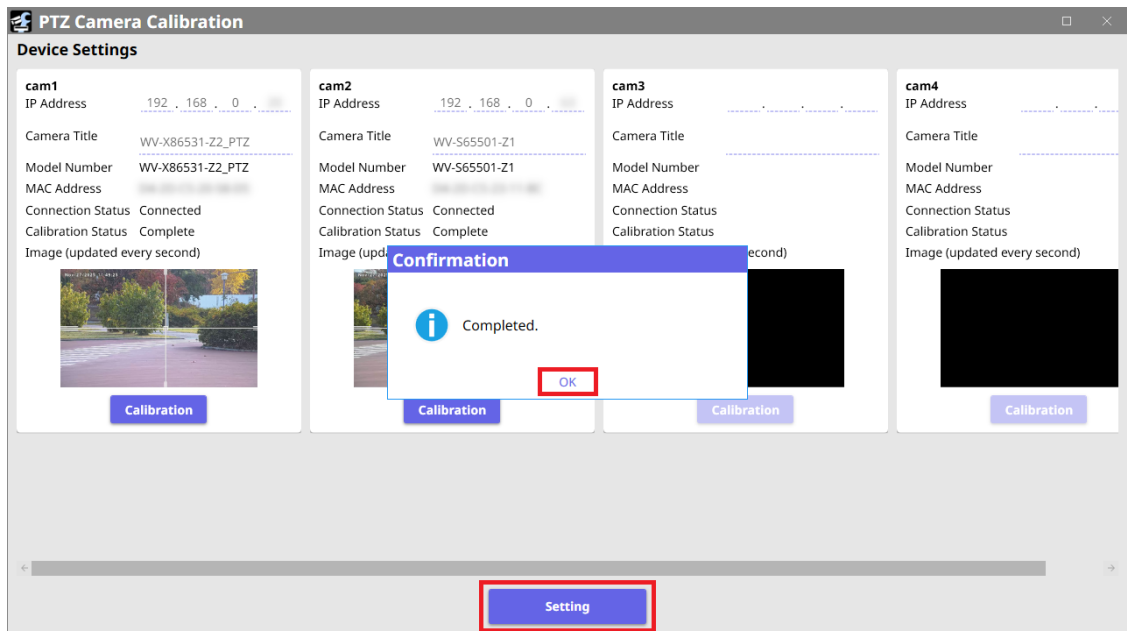 PTZ Camera Calibration
Device Settings
cam1
IP Address 192 . 168 . 0 .
Camera Title WV-X86531-Z2_PTZ
Model Number WV-X86531-Z2_PTZ
MAC Address
Connection Status Connected
Calibration Status Complete
Image (updated every second)
Calibration
cam2
IP Address 192 . 168 . 0 .
Camera Title WV-S65501-Z1
Model Number WV-S65501-Z1
MAC Address
Connection Status Connected
Calibration Status Complete
Image (upd
Calibration
cam3
IP Address . . .
Camera Title
Model Number
MAC Address
Connection Status
Calibration Status
econd)
Calibration
cam4
IP Address . .
Camera Title
Model Number
MAC Address
Connection Status
Calibration Status
Image (updated every second)
Calibration
Confirmation
Completed.
OK
Setting